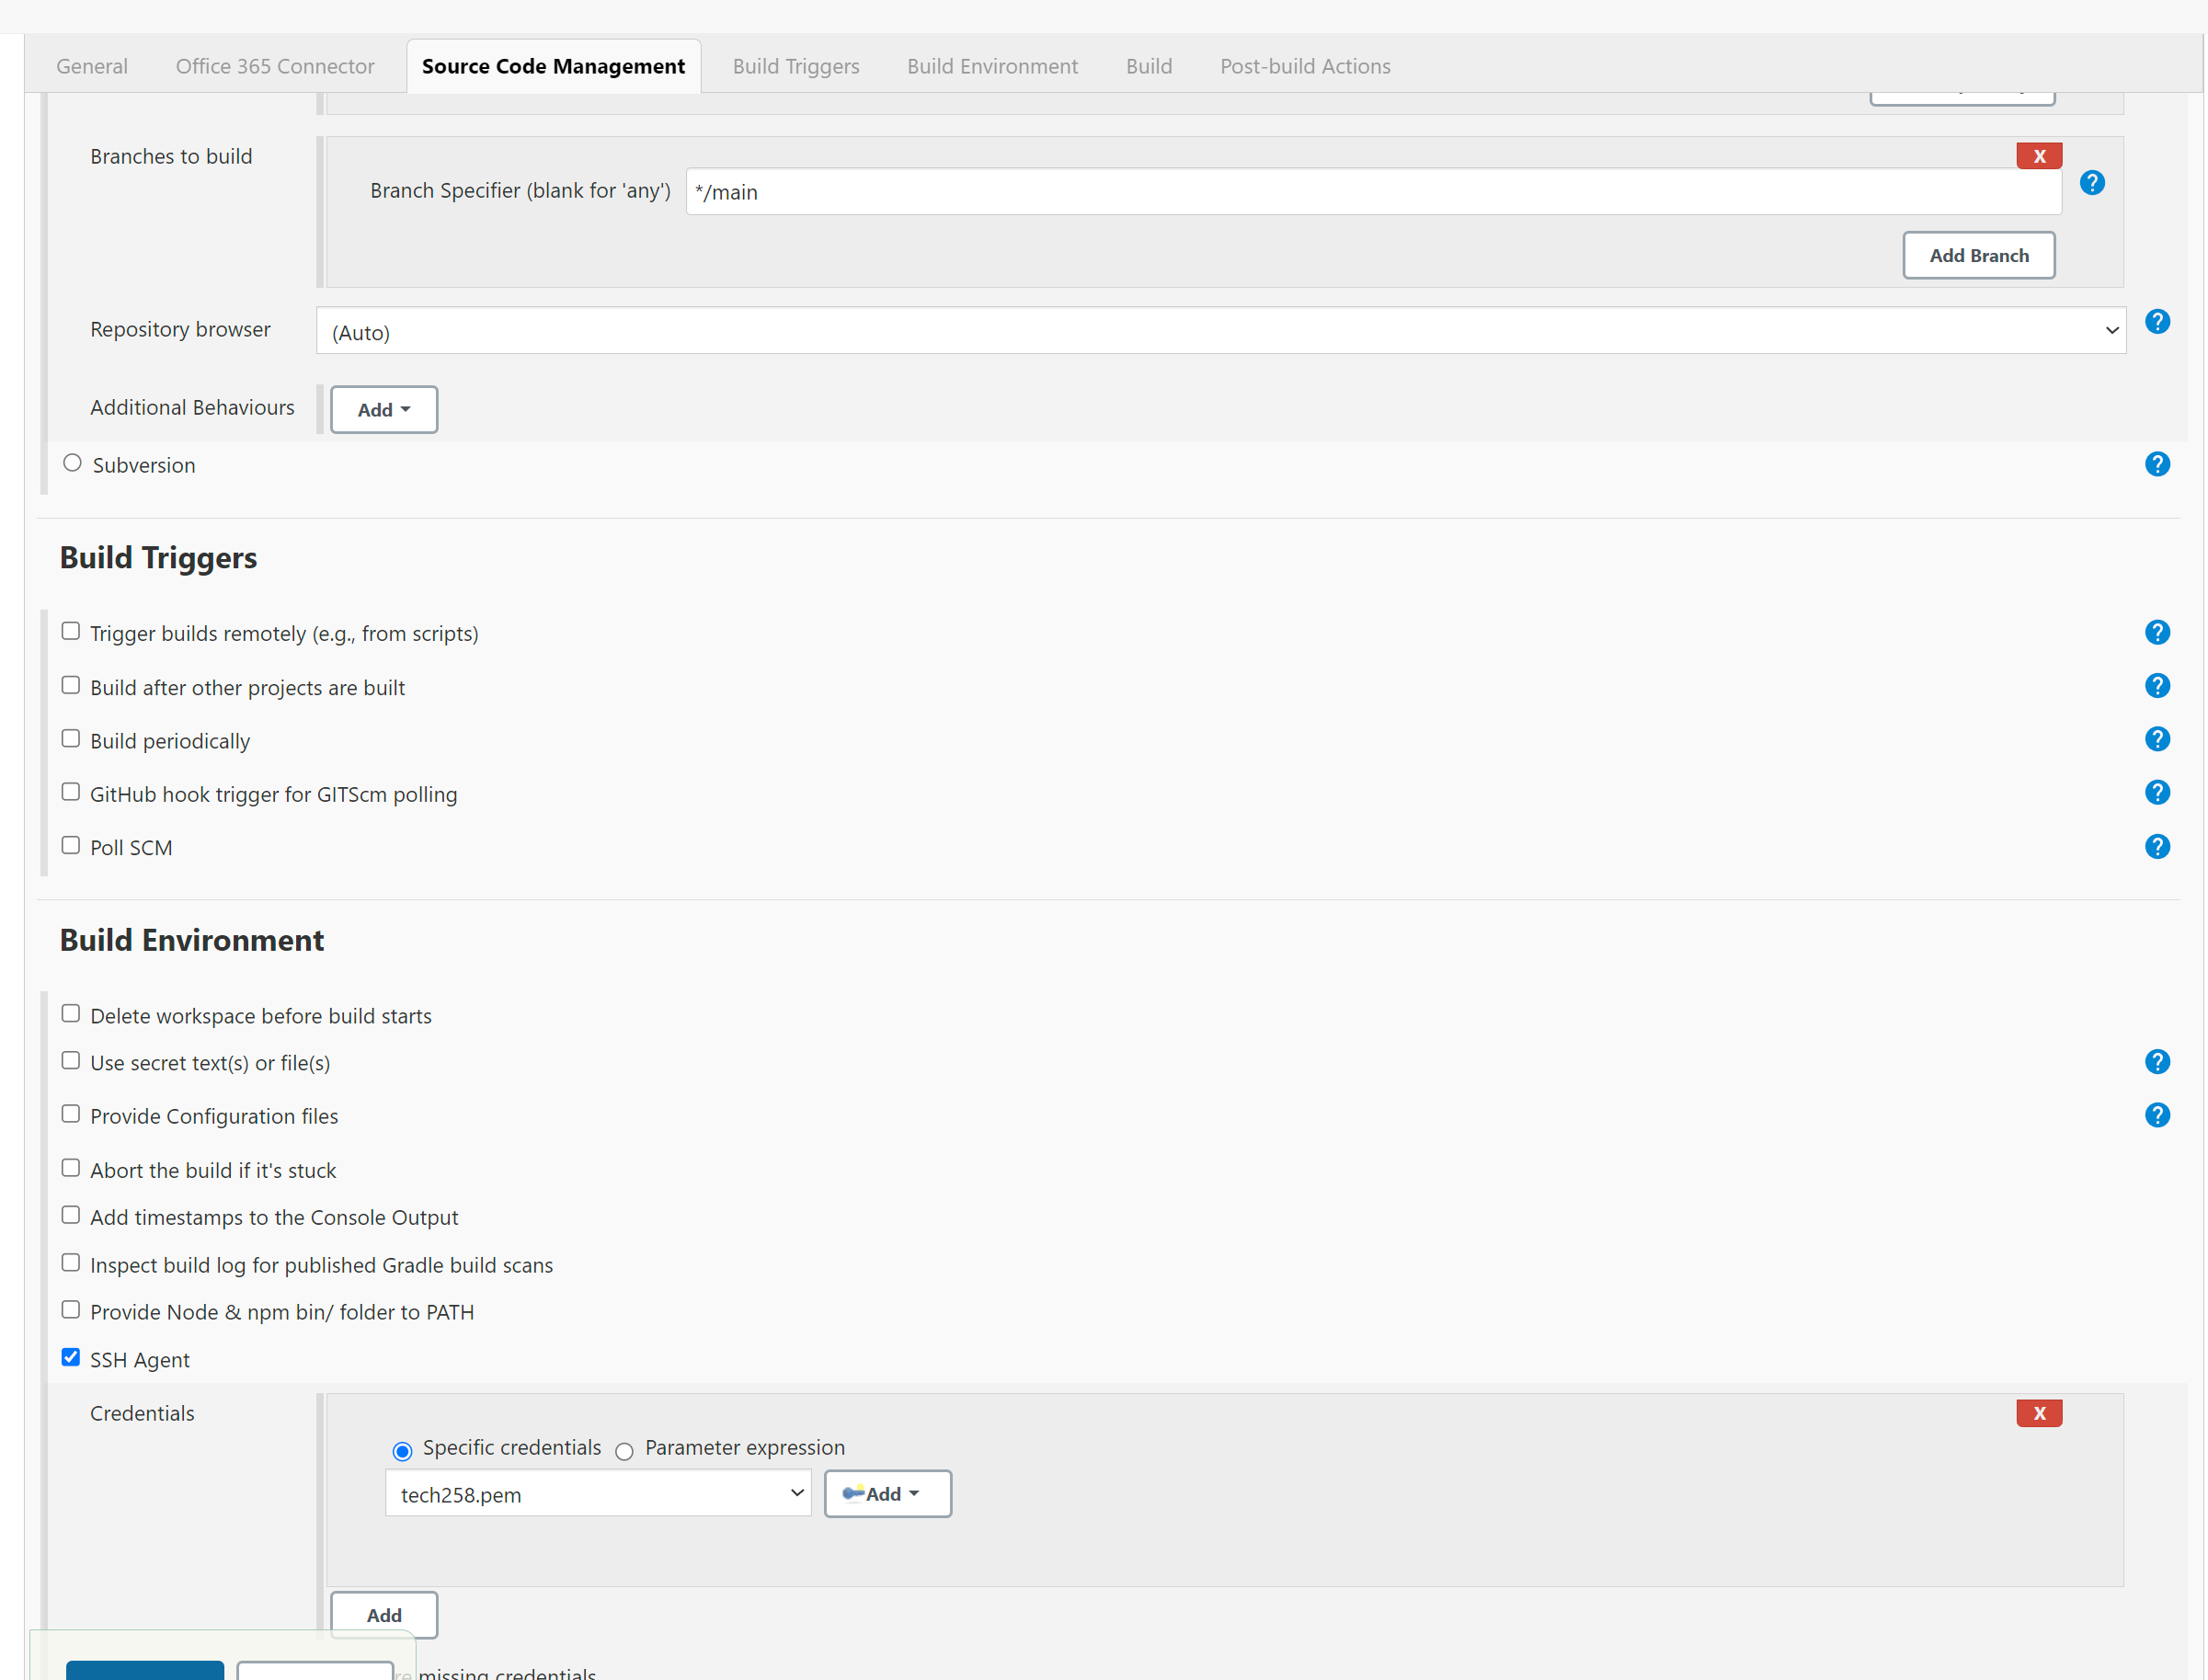 General Office 365 Connector Source Code Management Build Triggers Build Environment Build Post-build Actions
Branches to build
X
Branch Specifier (blank for 'any') */main
?
Add Branch
Repository browser (Auto) ?
Additional Behaviours Add
Subversion ?
Build Triggers
Trigger builds remotely (e.g., from scripts) ?
Build after other projects are built ?
Build periodically ?
GitHub hook trigger for GITScm polling ?
Poll SCM ?
Build Environment
Delete workspace before build starts
Use secret text(s) or file(s) ?
Provide Configuration files ?
Abort the build if it's stuck
Add timestamps to the Console Output
Inspect build log for published Gradle build scans
Provide Node & npm bin/ folder to PATH
SSH Agent
Credentials X
Specific credentials Parameter expression
tech258.pem Add
Add
missing credentials